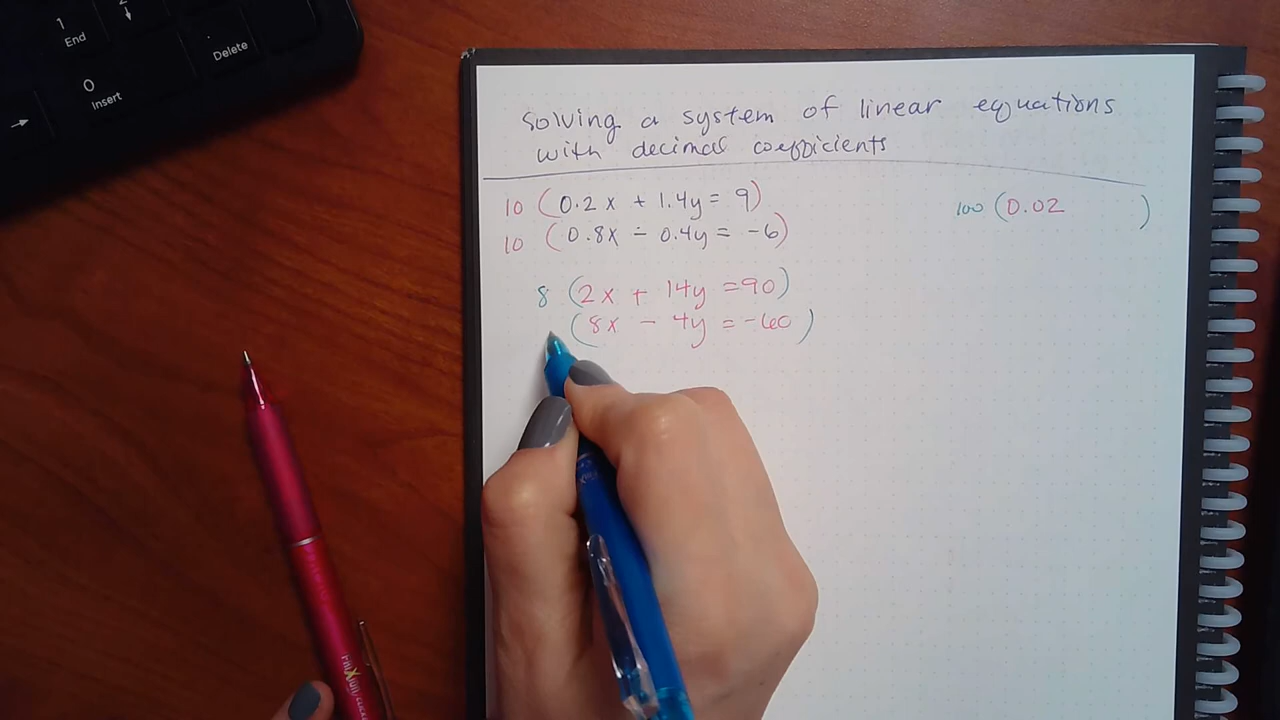 1
End
↓
Delete
0
Insert
→
Solving a system of linear equations
with decimal coefficients
10 (0.2x + 1.4y = 9)
10 (0.8x - 0.4y = -6)
100 (0.02 )
8 (2x + 14y = 90)
(8x - 4y = -60)